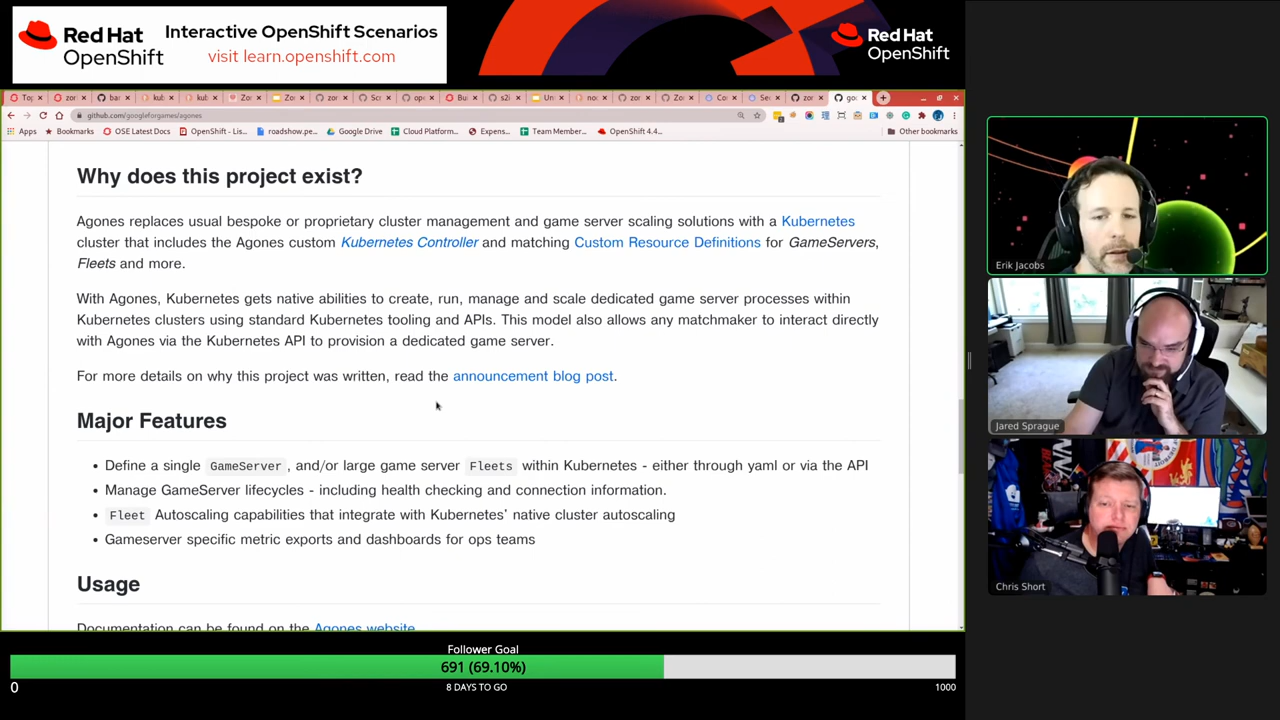 Red Hat
OpenShift
Interactive OpenShift Scenarios
visit learn.openshift.com
Red Hat
OpenShift
github.com/googleforgames/agones
Apps
Bookmarks
OSE Latest Docs
OpenShift - Lis...
roadshow.pe...
Google Drive
Cloud Platform...
Expens...
Team Member...
OpenShift 4.4...
Other bookmarks
Why does this project exist?
Agones replaces usual bespoke or proprietary cluster management and game server scaling solutions with a Kubernetes
cluster that includes the Agones custom Kubernetes Controller and matching Custom Resource Definitions for GameServers,
Fleets and more.
With Agones, Kubernetes gets native abilities to create, run, manage and scale dedicated game server processes within
Kubernetes clusters using standard Kubernetes tooling and APIs. This model also allows any matchmaker to interact directly
with Agones via the Kubernetes API to provision a dedicated game server.
For more details on why this project was written, read the announcement blog post.
Major Features
• Define a single GameServer, and/or large game server Fleets within Kubernetes - either through yaml or via the API
• Manage GameServer lifecycles - including health checking and connection information.
• Fleet Autoscaling capabilities that integrate with Kubernetes' native cluster autoscaling
• Gameserver specific metric exports and dashboards for ops teams
Usage
Documentation can be found on the Agones website.
Erik Jacobs
Jared Sprague
Chris Short
Follower Goal
691 (69.10%)
0
8 DAYS TO GO
1000